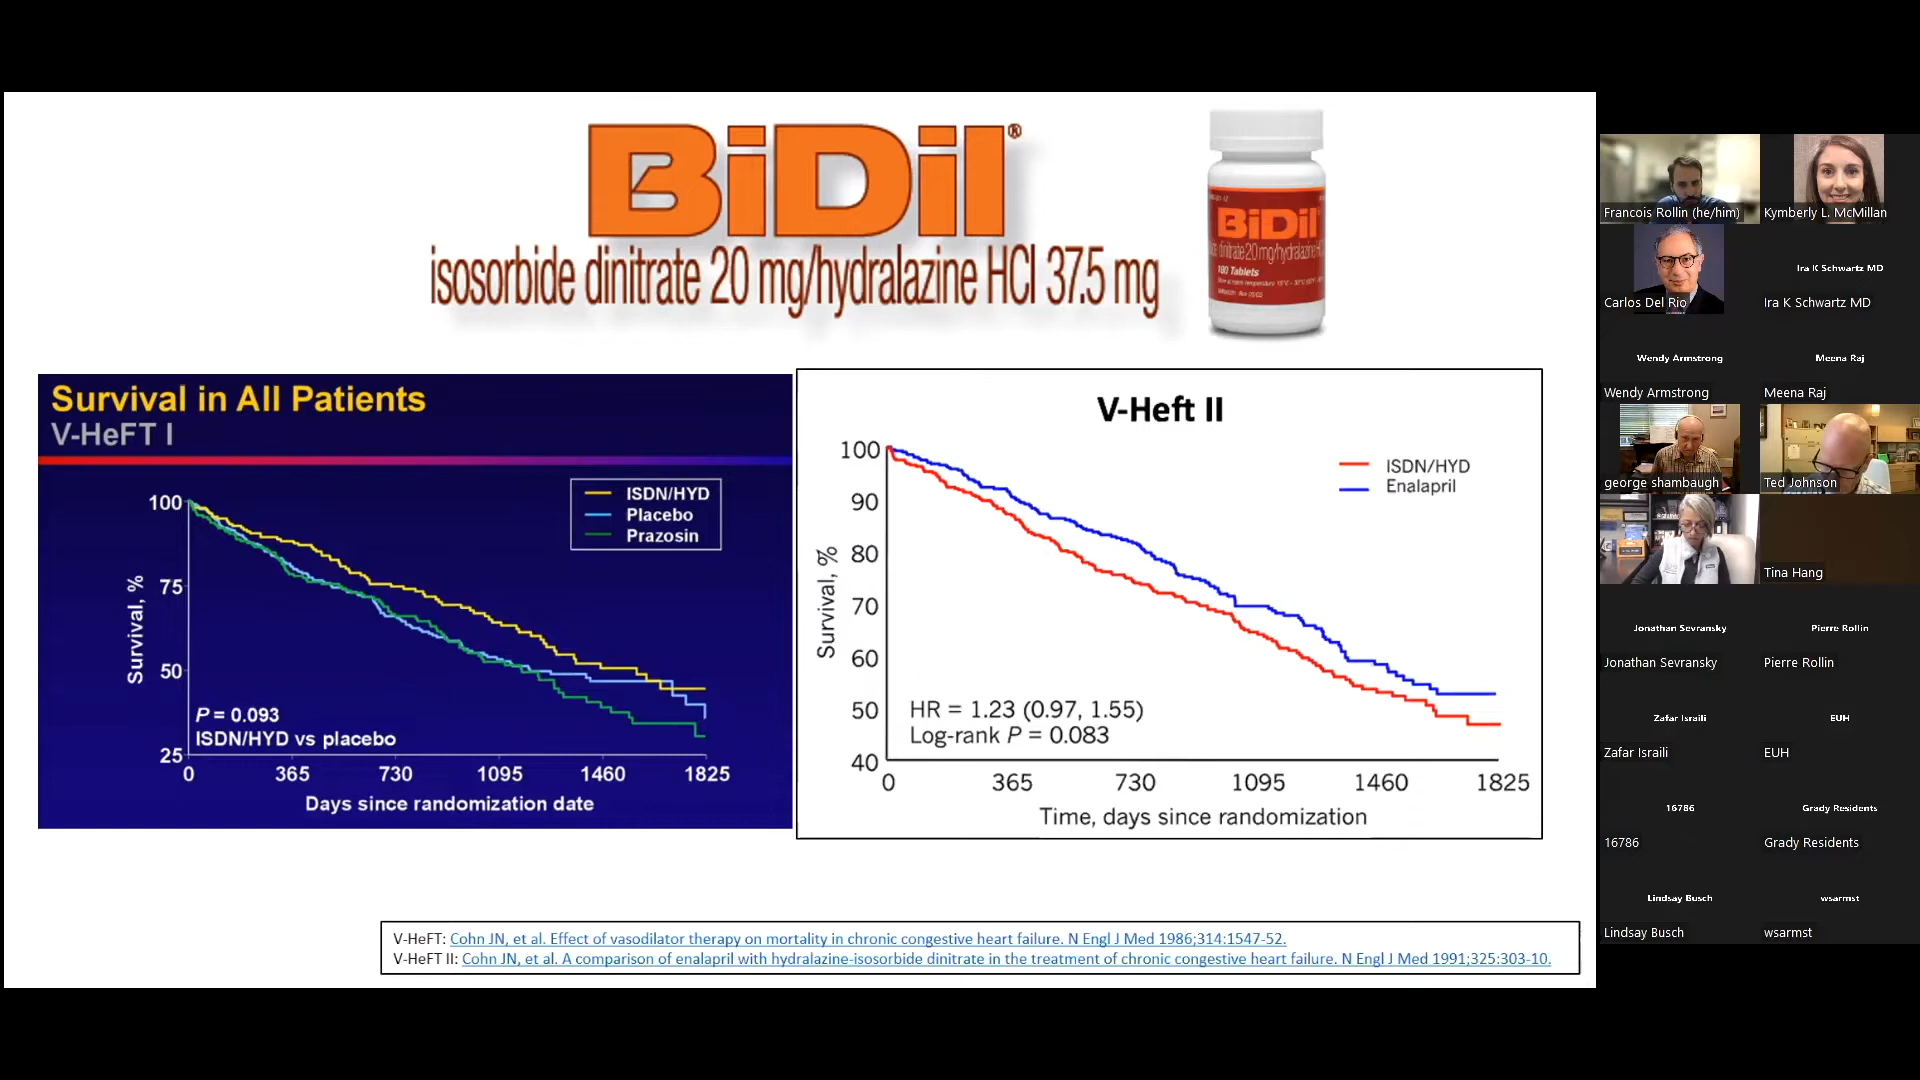 BiDil®
isosorbide dinitrate 20 mg/hydralazine HCl 37.5 mg
BiDil
dinitrate 20 mg/hydralazine HCl
180 Tablets
Survival in All Patients
V-HeFT I
ISDN/HYD
Placebo
Prazosin
100
75
50
25
Survival, %
P = 0.093
ISDN/HYD vs placebo
0 365 730 1095 1460 1825
Days since randomization date
V-Heft II
ISDN/HYD
Enalapril
100
90
80
70
60
50
40
Survival, %
HR = 1.23 (0.97, 1.55)
Log-rank P = 0.083
0 365 730 1095 1460 1825
Time, days since randomization
V-HeFT: Cohn JN, et al. Effect of vasodilator therapy on mortality in chronic congestive heart failure. N Engl J Med 1986;314:1547-52.
V-HeFT II: Cohn JN, et al. A comparison of enalapril with hydralazine-isosorbide dinitrate in the treatment of chronic congestive heart failure. N Engl J Med 1991;325:303-10.
Francois Rollin (he/him)
Kymberly L. McMillan
Carlos Del Rio
Ira K Schwartz MD
Ira K Schwartz MD
Wendy Armstrong
Wendy Armstrong
Meena Raj
Meena Raj
george shambaugh
Ted Johnson
Tina Hang
Jonathan Sevransky
Jonathan Sevransky
Pierre Rollin
Pierre Rollin
Zafar Israili
Zafar Israili
EUH
EUH
16786
16786
Grady Residents
Grady Residents
Lindsay Busch
Lindsay Busch
wsarmst
wsarmst